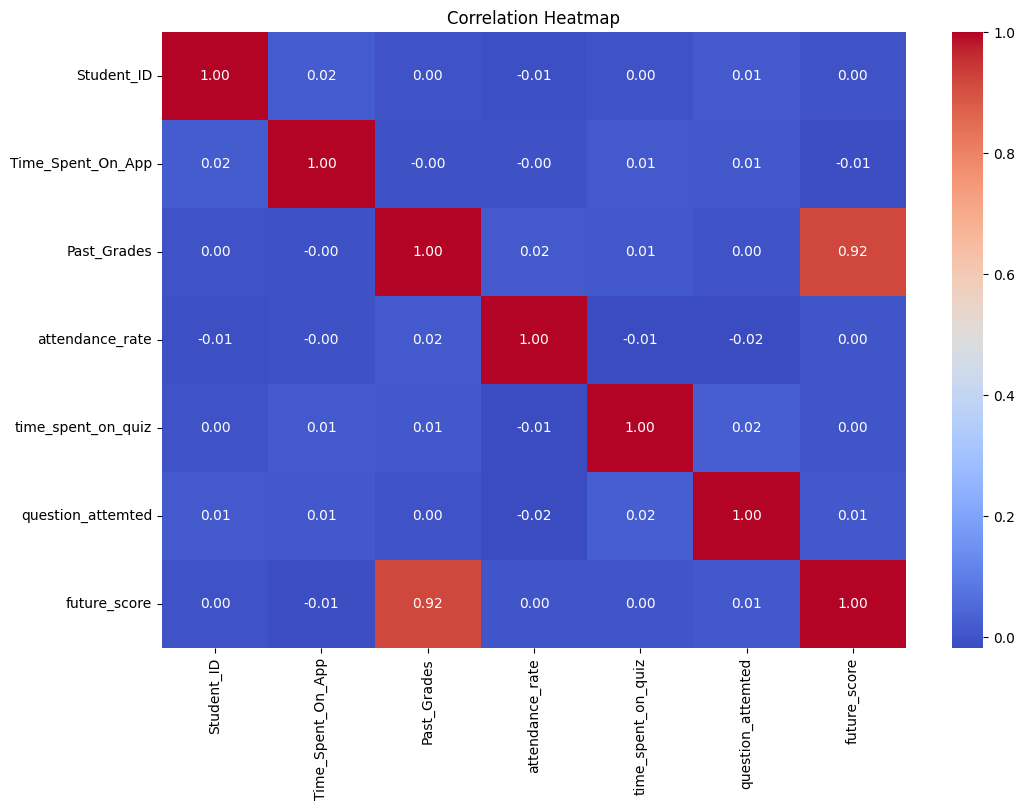 Correlation Heatmap
Student_ID 1.00 0.02 0.00 -0.01 0.00 0.01 0.00
Time_Spent_On_App 0.02 1.00 -0.00 -0.00 0.01 0.01 -0.01
Past_Grades 0.00 -0.00 1.00 0.02 0.01 0.00 0.92
attendance_rate -0.01 -0.00 0.02 1.00 -0.01 -0.02 0.00
time_spent_on_quiz 0.00 0.01 0.01 -0.01 1.00 0.02 0.00
question_attemted 0.01 0.01 0.00 -0.02 0.02 1.00 0.01
future_score 0.00 -0.01 0.92 0.00 0.00 0.01 1.00
Student_ID
Time_Spent_On_App
Past_Grades
attendance_rate
time_spent_on_quiz
question_attemted
future_score
1.0
0.8
0.6
0.4
0.2
0.0